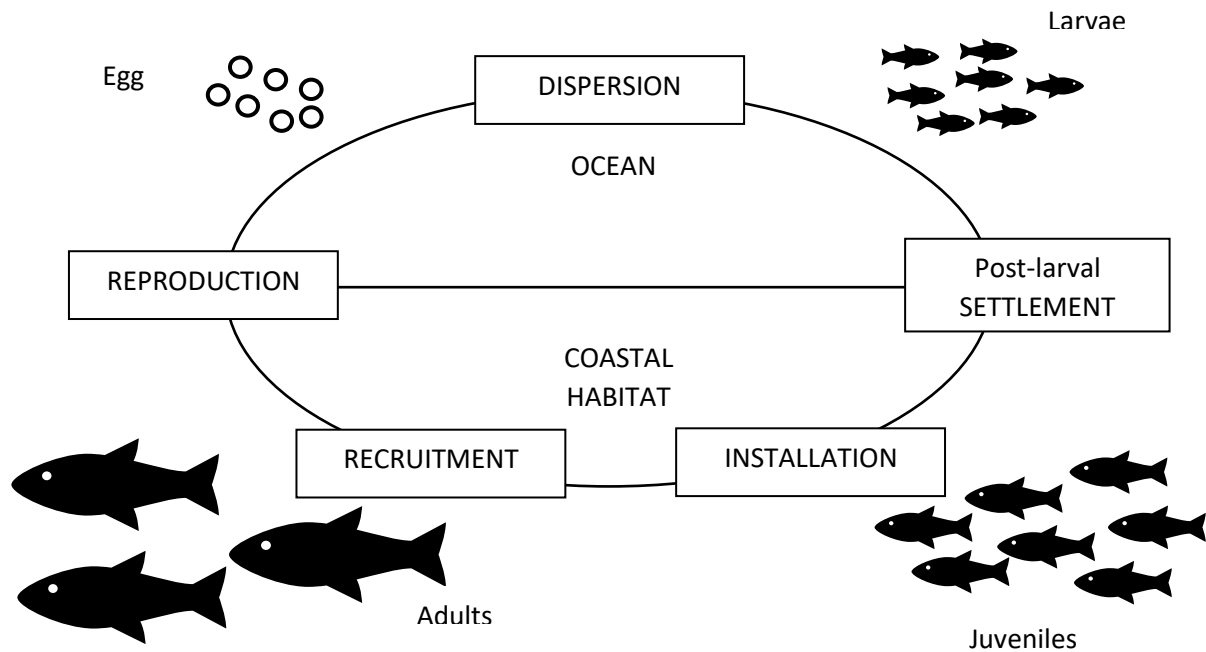 Larvae
Egg
DISPERSION
OCEAN
REPRODUCTION
Post-larval
SETTLEMENT
COASTAL
HABITAT
RECRUITMENT
INSTALLATION
Adults
Juveniles